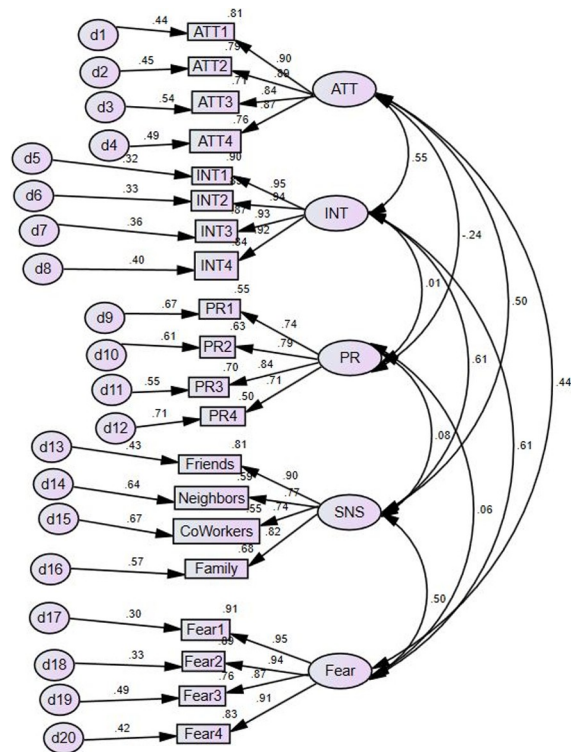 .81
.44
d1
ATT1
.79
.90
.45
d2
ATT2
.89
.71
ATT
.54
d3
ATT3
.84
.87
.76
.49
d4
ATT4
.55
d5
.32
.90
INT1
.95
d6
.33
INT2
.94
INT
.87
d7
.36
INT3
.93
.92
-.24
.84
d8
.40
INT4
.01
.50
.55
d9
.67
PR1
.74
.63
d10
.61
PR2
.79
PR
.61
.70
.44
d11
.55
PR3
.84
.71
.50
d12
.71
PR4
.08
.61
d13
.43
.81
Friends
.90
.59
d14
.64
Neighbors
.77
.06
.55
.74
SNS
d15
.67
CoWorkers
.82
.68
d16
.57
Family
.50
d17
.30
.91
Fear1
.95
d18
.33
Fear2
.94
Fear
.76
.87
d19
.49
Fear3
.91
.83
d20
.42
Fear4